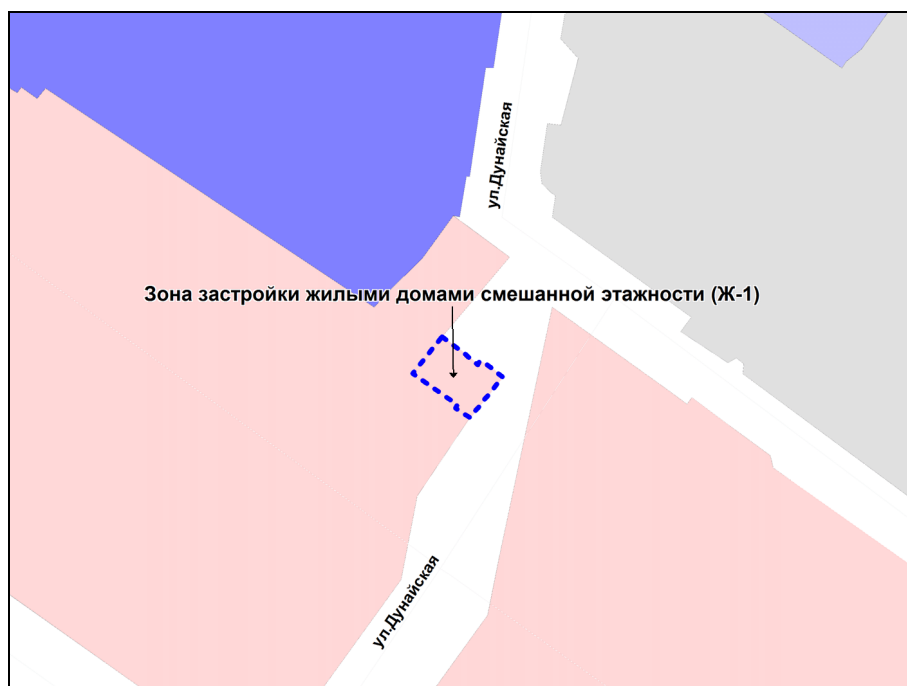 ул.Дунайская
Зона застройки жилыми домами смешанной этажности (Ж-1)
ул.Дунайская